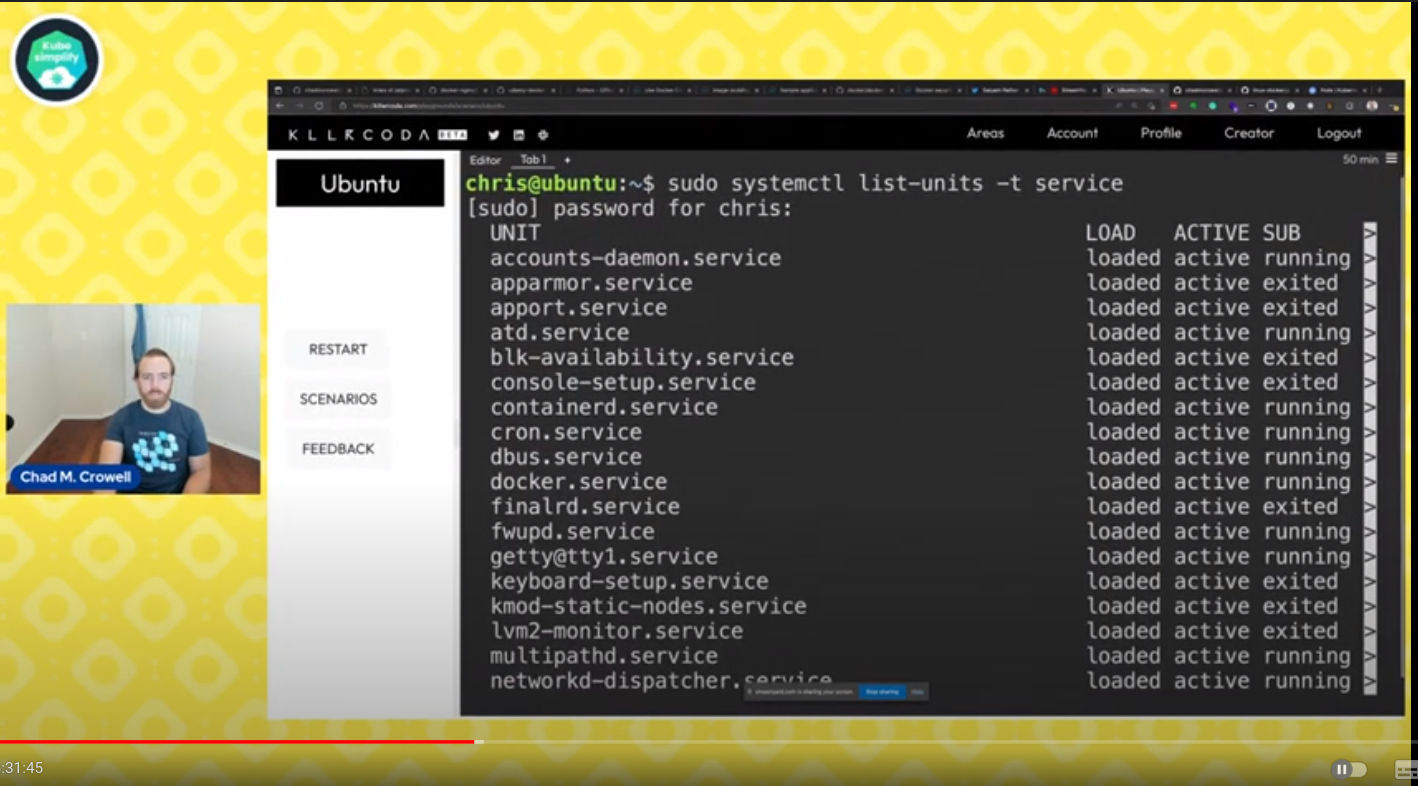 Kube
simplify
KLLRCODA BETA
Areas Account Profile Creator Logout
Editor Tab 1 +
50 min
Ubuntu
chris@ubuntu:~$ sudo systemctl list-units -t service
[sudo] password for chris:
UNIT LOAD ACTIVE SUB >
accounts-daemon.service loaded active running >
apparmor.service loaded active exited >
apport.service loaded active exited >
atd.service loaded active running >
blk-availability.service loaded active exited >
console-setup.service loaded active exited >
containerd.service loaded active running >
cron.service loaded active running >
dbus.service loaded active running >
docker.service loaded active running >
finalrd.service loaded active exited >
fwupd.service loaded active running >
getty@tty1.service loaded active running >
keyboard-setup.service loaded active exited >
kmod-static-nodes.service loaded active exited >
lvm2-monitor.service loaded active exited >
multipathd.service loaded active running >
networkd-dispatcher.service loaded active running >
RESTART
SCENARIOS
FEEDBACK
Chad M. Crowell
streamyard.com is sharing your screen. Stop sharing Hide
:31:45